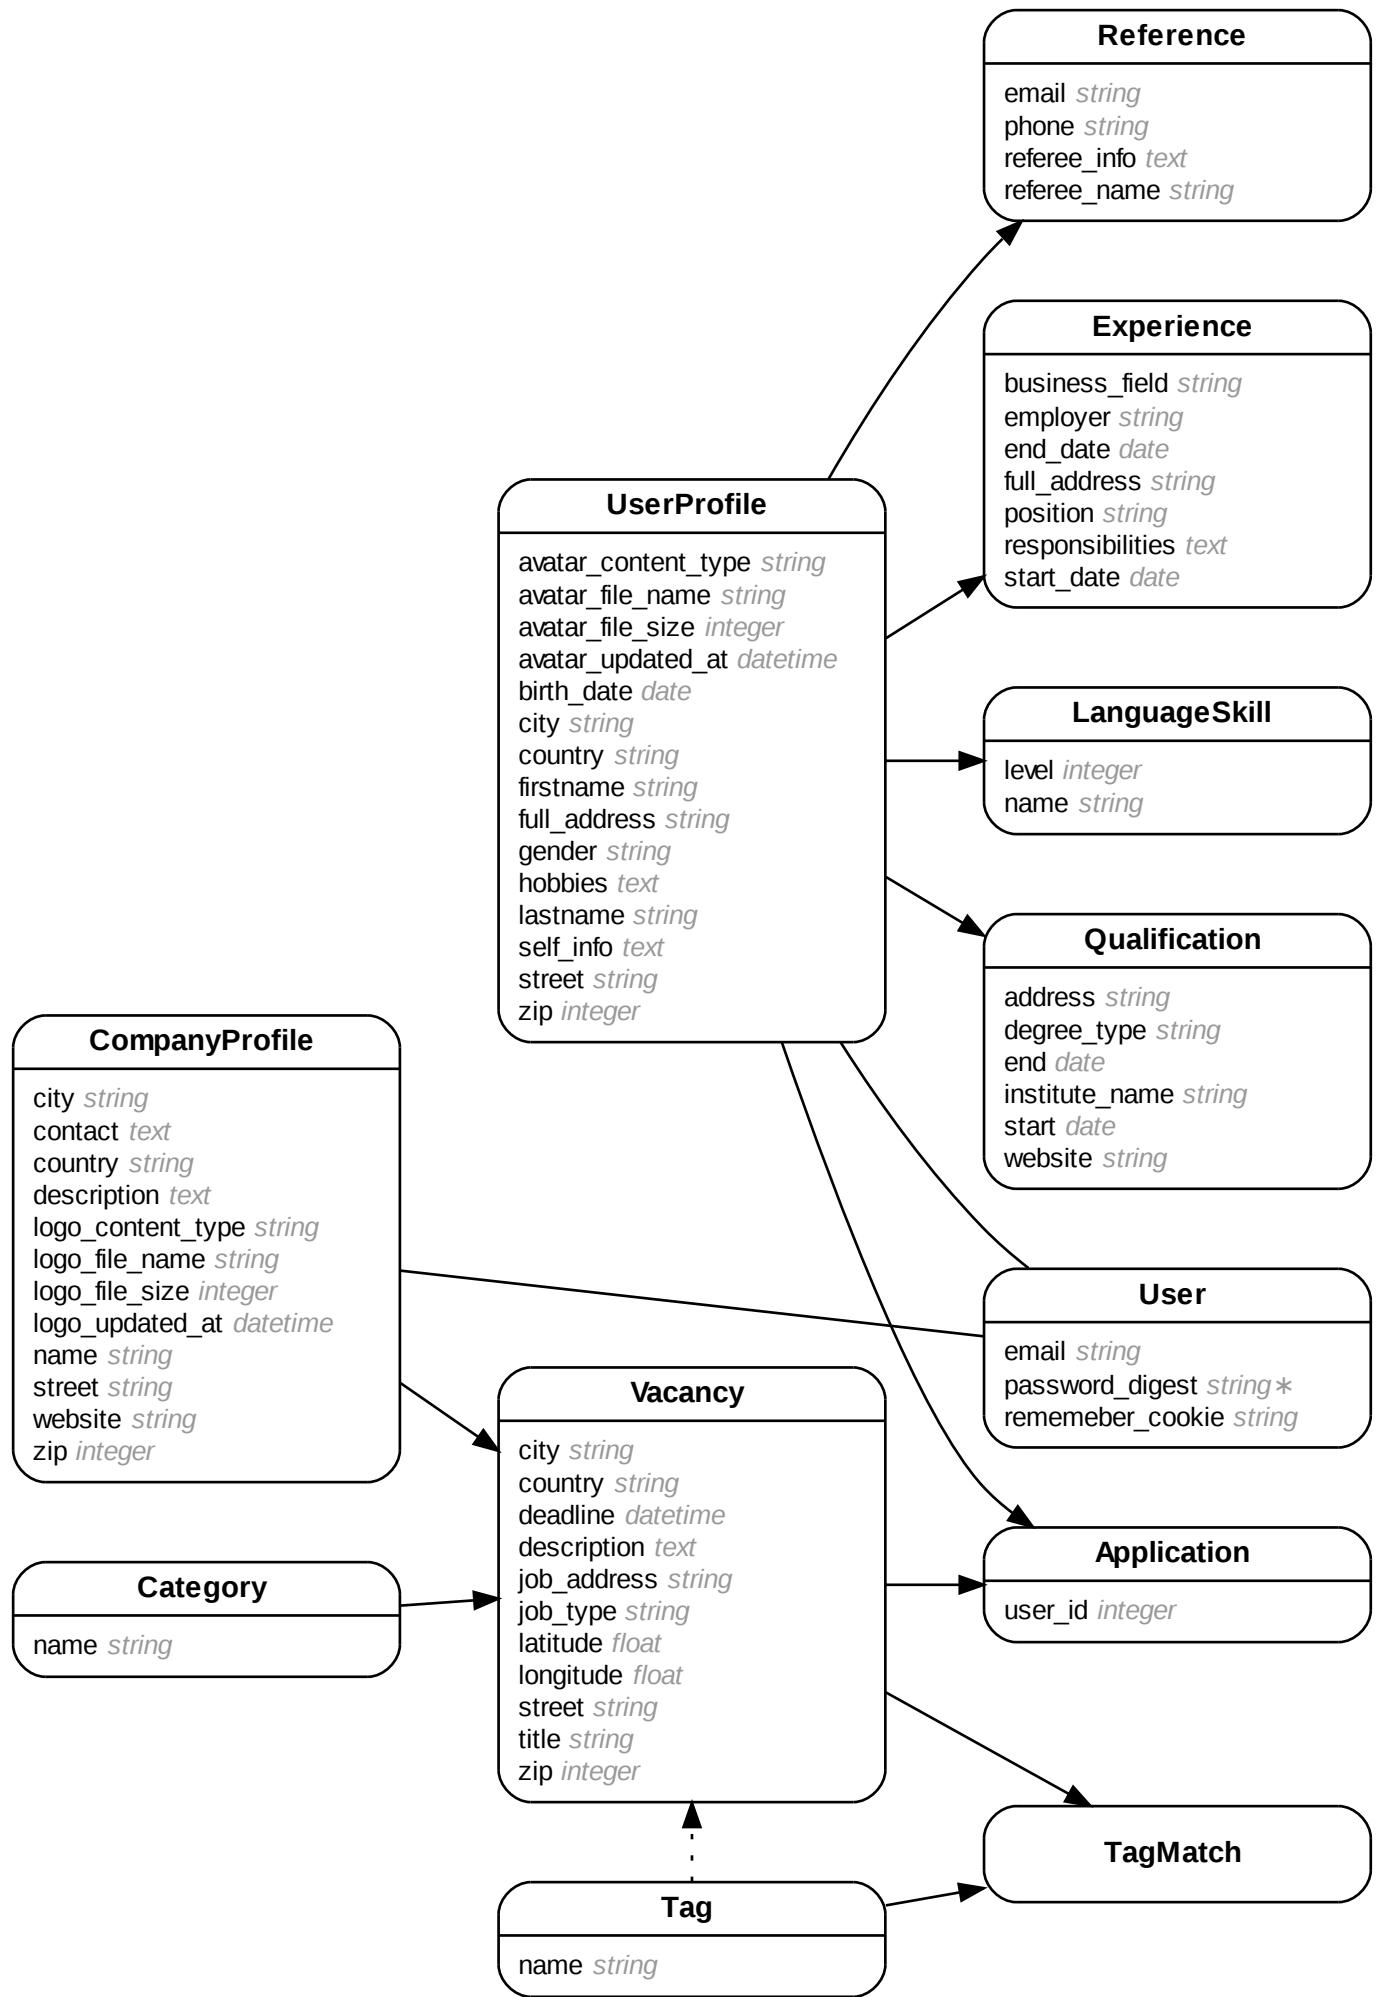 Reference
email string
phone string
referee_info text
referee_name string
Experience
business_field string
employer string
end_date date
full_address string
position string
responsibilities text
start_date date
UserProfile
avatar_content_type string
avatar_file_name string
avatar_file_size integer
avatar_updated_at datetime
birth_date date
city string
country string
firstname string
full_address string
gender string
hobbies text
lastname string
self_info text
street string
zip integer
LanguageSkill
level integer
name string
Qualification
address string
degree_type string
end date
institute_name string
start date
website string
CompanyProfile
city string
contact text
country string
description text
logo_content_type string
logo_file_name string
logo_file_size integer
logo_updated_at datetime
name string
street string
website string
zip integer
User
email string
password_digest string∗
rememeber_cookie string
Vacancy
city string
country string
deadline datetime
description text
job_address string
job_type string
latitude float
longitude float
street string
title string
zip integer
Application
user_id integer
Category
name string
TagMatch
Tag
name string